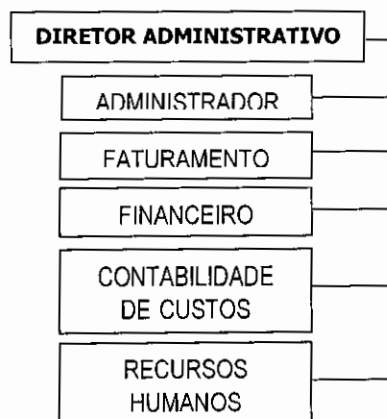 DIRETOR ADMINISTRATIVO
ADMINISTRADOR
FATURAMENTO
FINANCEIRO
CONTABILIDADE
DE CUSTOS
RECURSOS
HUMANOS